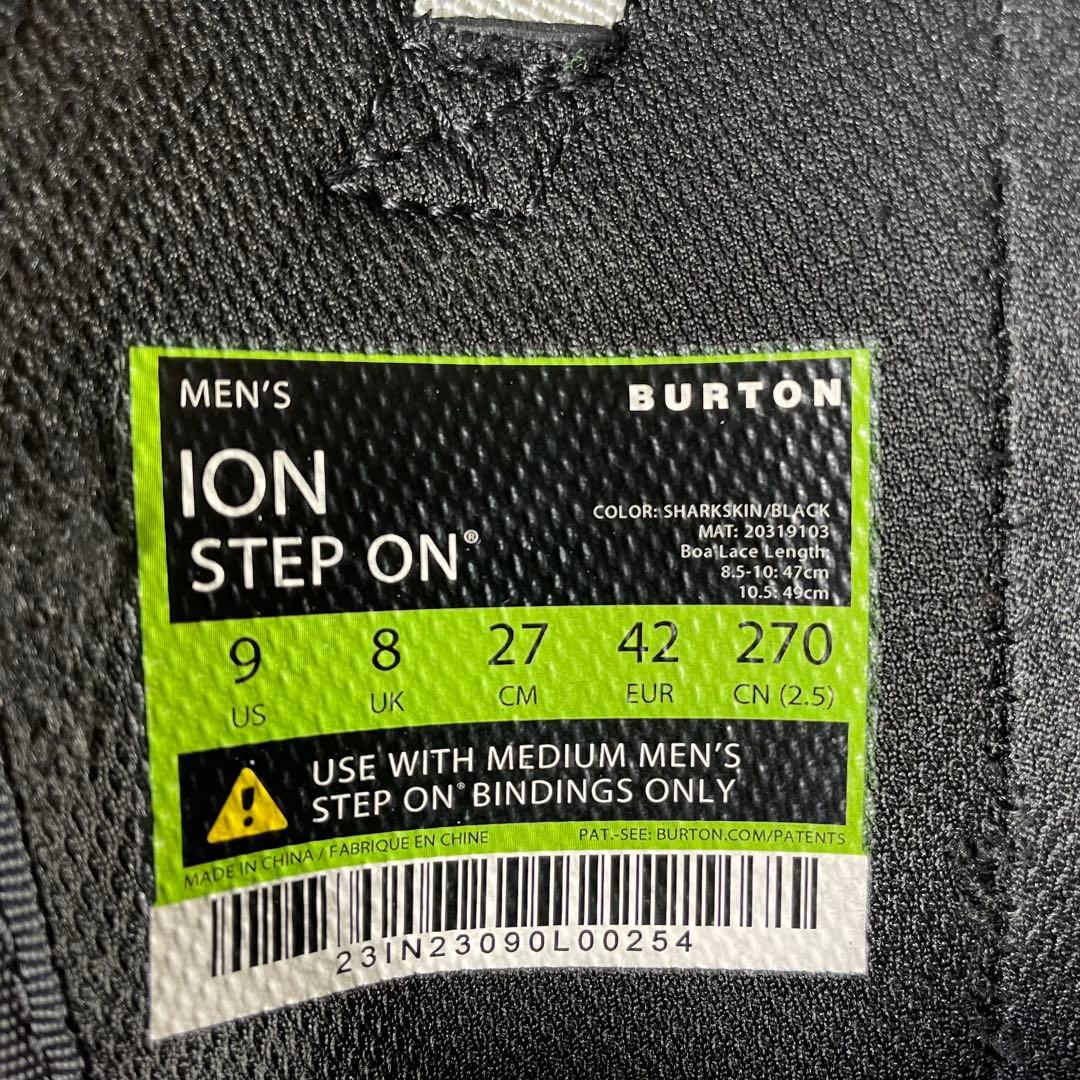 MEN'S
BURTON
ION
STEP ON®
COLOR: SHARKSKIN/BLACK
MAT: 20319103
Boa Lace Length:
8.5-10: 47cm
10.5: 49cm
9 8 27 42 270
US UK CM EUR CN (2.5)
USE WITH MEDIUM MEN'S
STEP ON® BINDINGS ONLY
MADE IN CHINA / FABRIQUE EN CHINE
PAT.-SEE: BURTON.COM/PATENTS
23IN23090L00254